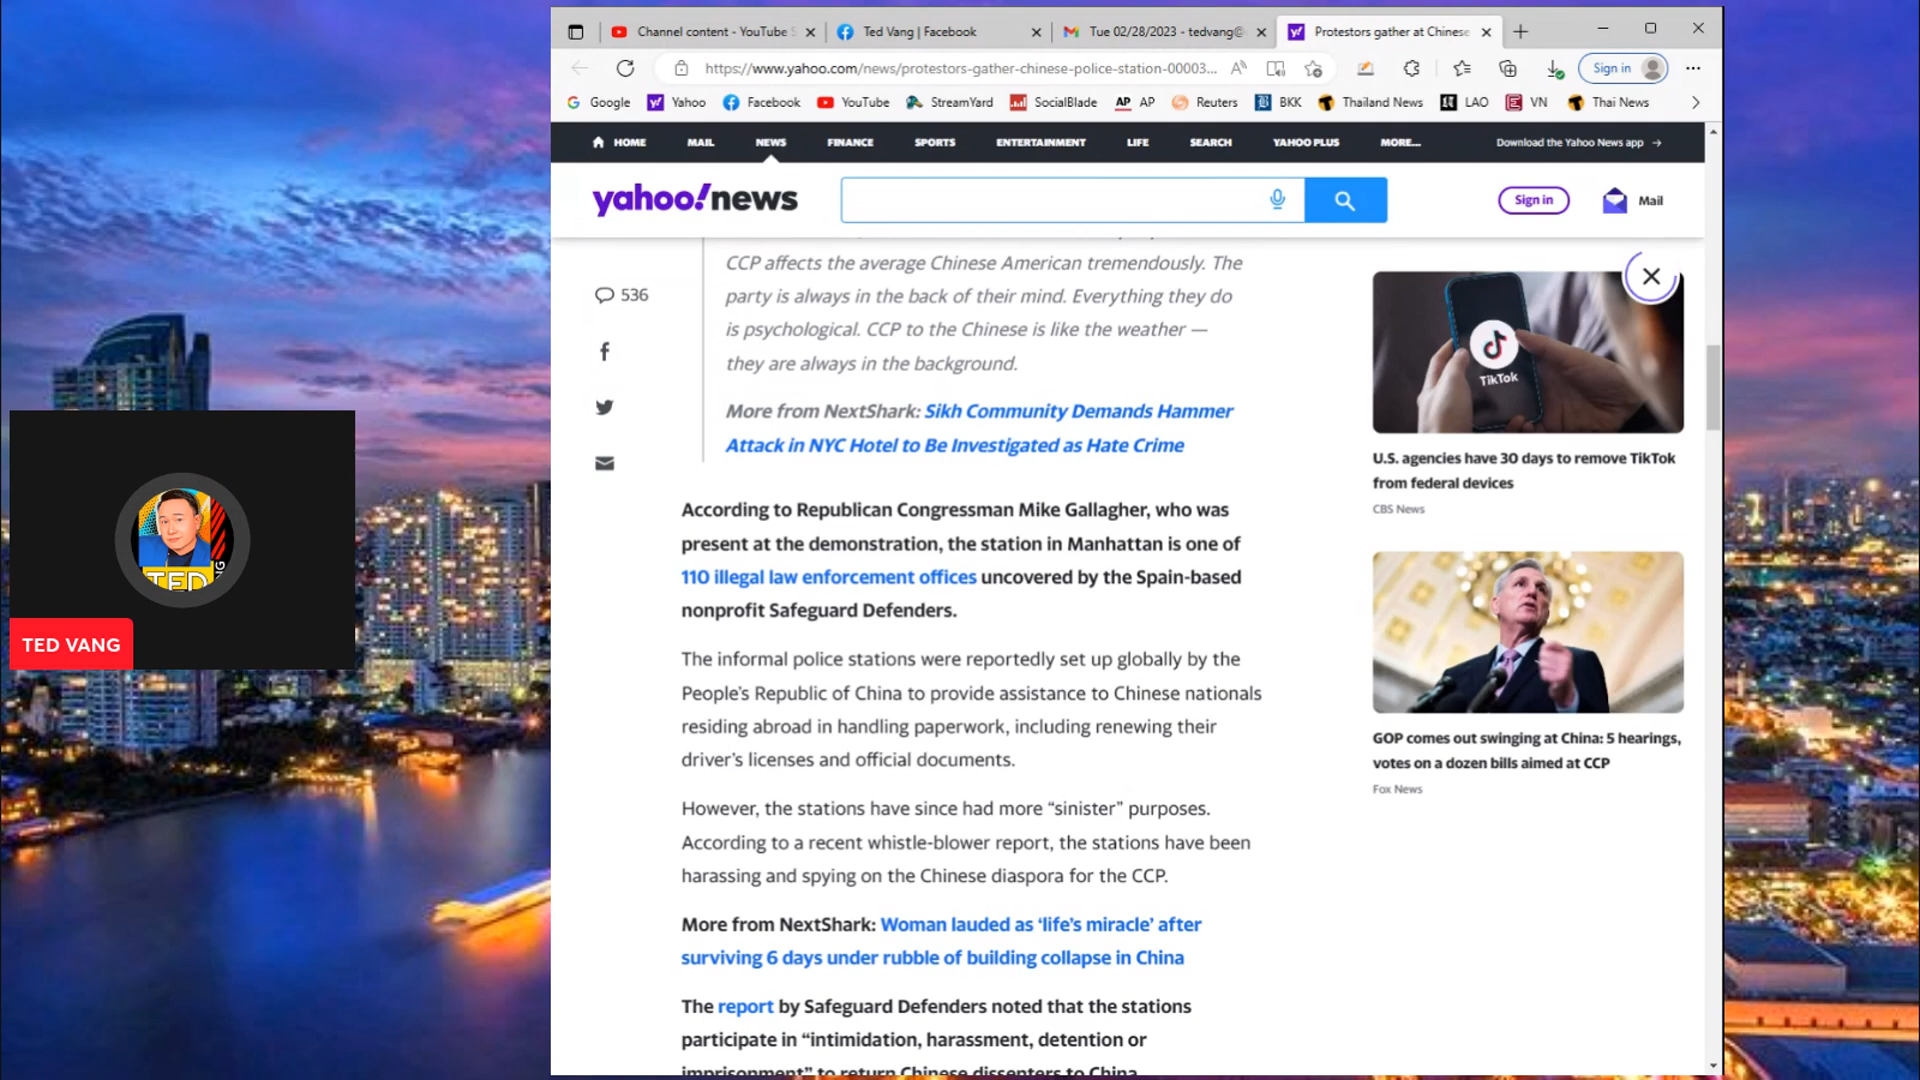 Channel content - YouTube S
Ted Vang | Facebook
Tue 02/28/2023 - tedvang@
Protestors gather at Chinese
https://www.yahoo.com/news/protestors-gather-chinese-police-station-00003...
Sign in
Google
Yahoo
Facebook
YouTube
StreamYard
SocialBlade
AP AP
Reuters
BKK
Thailand News
LAO
VN
Thai News
HOME
MAIL
NEWS
FINANCE
SPORTS
ENTERTAINMENT
LIFE
SEARCH
YAHOO PLUS
MORE...
Download the Yahoo News app →
yahoo!news
Sign in
Mail
CCP affects the average Chinese American tremendously. The
party is always in the back of their mind. Everything they do
is psychological. CCP to the Chinese is like the weather —
they are always in the background.
More from NextShark: Sikh Community Demands Hammer
Attack in NYC Hotel to Be Investigated as Hate Crime
536
According to Republican Congressman Mike Gallagher, who was
present at the demonstration, the station in Manhattan is one of
110 illegal law enforcement offices uncovered by the Spain-based
nonprofit Safeguard Defenders.
The informal police stations were reportedly set up globally by the
People's Republic of China to provide assistance to Chinese nationals
residing abroad in handling paperwork, including renewing their
driver's licenses and official documents.
However, the stations have since had more “sinister” purposes.
According to a recent whistle-blower report, the stations have been
harassing and spying on the Chinese diaspora for the CCP.
More from NextShark: Woman lauded as ‘life’s miracle’ after
surviving 6 days under rubble of building collapse in China
The report by Safeguard Defenders noted that the stations
participate in “intimidation, harassment, detention or
imprisonment” to return Chinese dissenters to China
TikTok
U.S. agencies have 30 days to remove TikTok
from federal devices
CBS News
GOP comes out swinging at China: 5 hearings,
votes on a dozen bills aimed at CCP
Fox News
TED
NG
TED VANG